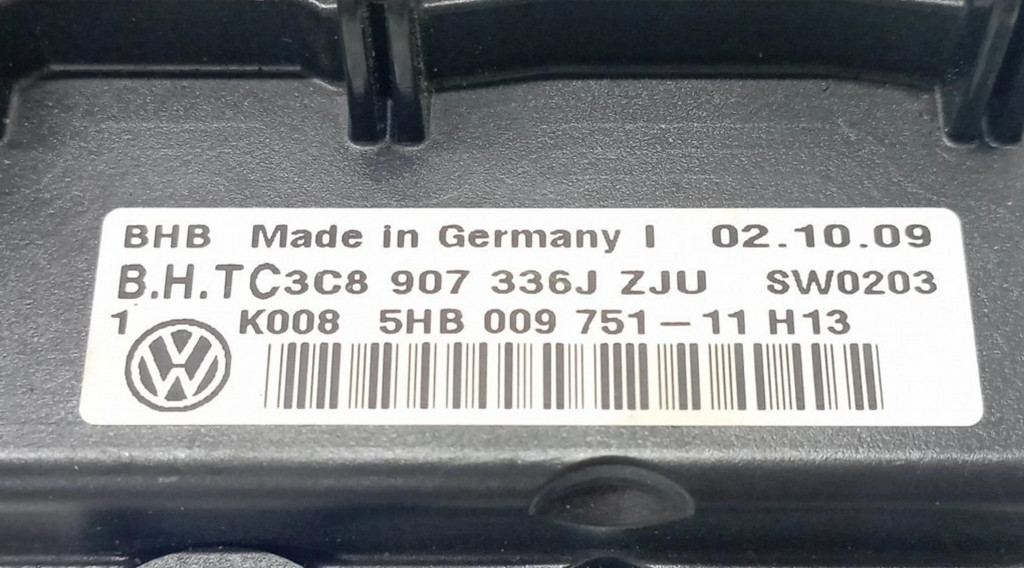 BHB Made in Germany I 02.10.09
B.H.TC3C8 907 336J ZJU SW0203
1 K008 5HB 009 751-11 H13